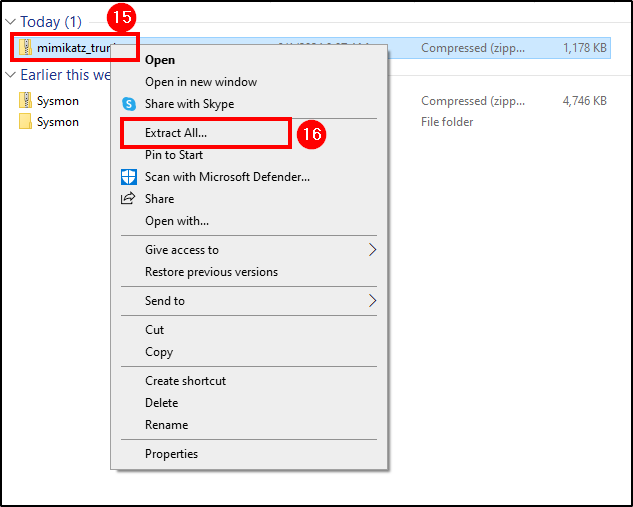 15
Today (1)
mimikatz_trun
Compressed (zipp...
1,178 KB
Open
Open in new window
Earlier this we
Sysmon
Compressed (zipp...
4,746 KB
Share with Skype
Sysmon
File folder
Extract All...
16
Pin to Start
Scan with Microsoft Defender...
Share
Open with...
Give access to
Restore previous versions
Send to
Cut
Copy
Create shortcut
Delete
Rename
Properties